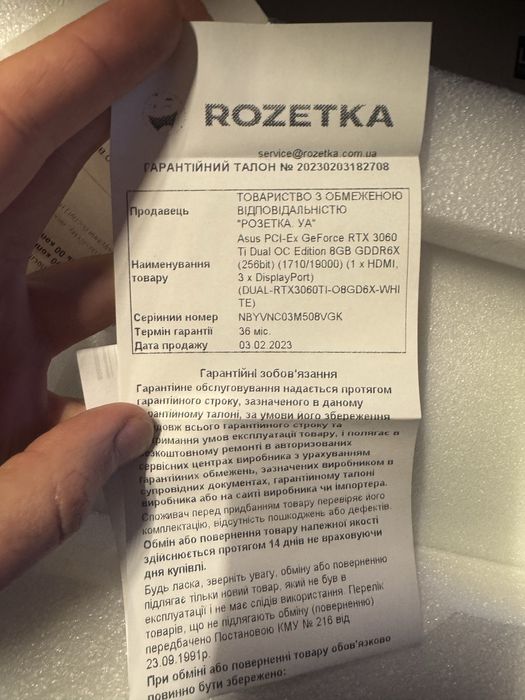 ROZETKA
service@rozetka.com.ua
ГАРАНТІЙНИЙ ТАЛОН № 20230203182708
Продавець
ТОВАРИСТВО З ОБМЕЖЕНОЮ
ВІДПОВІДАЛЬНІСТЮ
"РОЗЕТКА. УА"
Найменування
товару
Asus PCI-Ex GeForce RTX 3060
Ti Dual OC Edition 8GB GDDR6X
(256bit) (1710/19000) (1 x HDMI,
3 x DisplayPort)
(DUAL-RTX3060TI-O8GD6X-WHI
TE)
Серійний номер NBYVNC03M508VGK
Термін гарантії 36 міс.
Дата продажу 03.02.2023
Гарантійні зобов'язання
Гарантійне обслуговування надається протягом
гарантійного строку, зазначеного в даному
рантійному талоні, за умови його збереження
довж всього гарантійного строку та
тримання умов експлуатації товару, і полягає в
зкоштовному ремонті в авторизованих
сервісних центрах виробника з урахуванням
гарантійних обмежень, зазначених виробником в
супровідних документах, гарантійному талоні
виробника або на сайті виробника чи імпортера.
Споживач перед придбанням товару перевіряє його
комплектацію, відсутність пошкоджень або дефектів.
Обмін або повернення товару належної якості
здійснюється протягом 14 днів не враховуючи
дня купівлі.
Будь ласка, зверніть увагу, обміну або поверненню
підлягає тільки новий товар, який не був в
експлуатації і не має слідів використання. Перелік
товарів, що не підлягають обміну (поверненню)
передбачено Постановою КМУ № 216 від
23.09.1991р.
При обміні або поверненні товару обов'язково
повинно бути збережено: